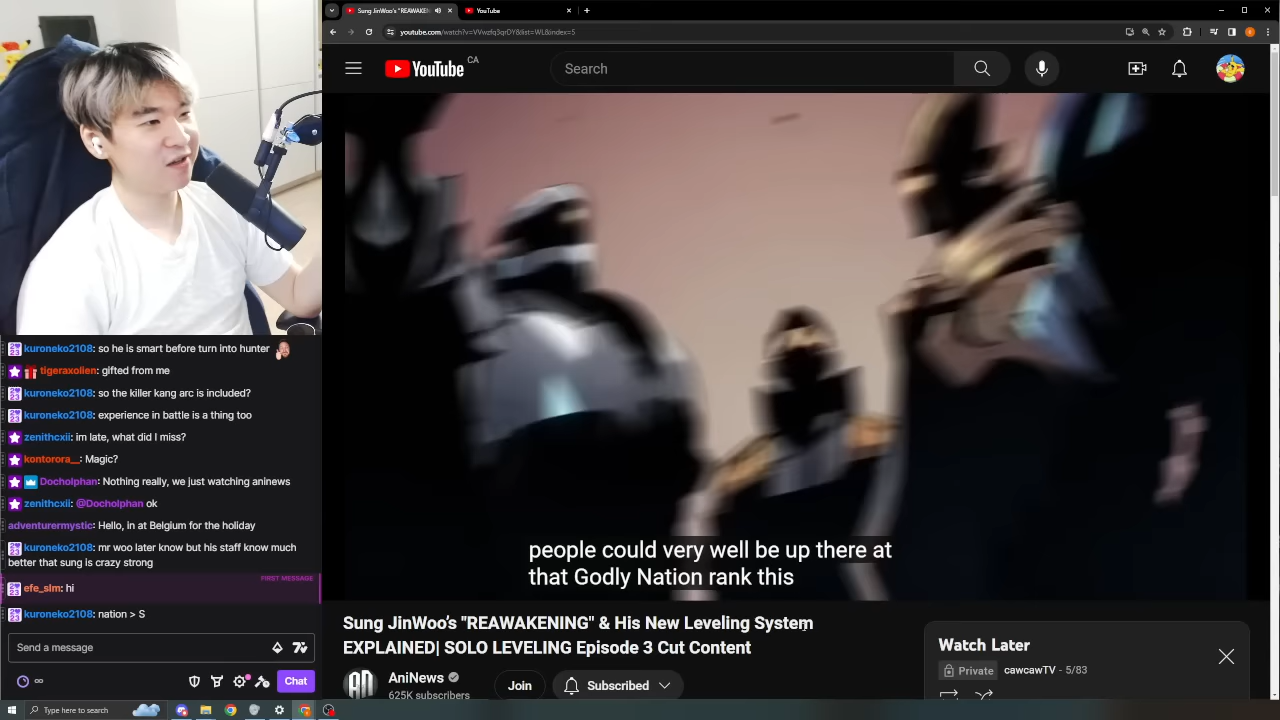 Sung JinWoo's "REAWAKEN
YouTube
youtube.com/watch?v=VVwzfq3qrDY&list=WL&index=5
YouTube CA
Search
people could very well be up there at
that Godly Nation rank this
Sung JinWoo's "REAWAKENING" & His New Leveling System
EXPLAINED| SOLO LEVELING Episode 3 Cut Content
AniNews
625K subscribers
Join
Subscribed
Watch Later
Private cawcawTV - 5/83
kuroneko2108: so he is smart before turn into hunter
tigeraxolien: gifted from me
kuroneko2108: so the killer kang arc is included?
kuroneko2108: experience in battle is a thing too
zenithcxii: im late, what did I miss?
kontorora__: Magic?
Docholphan: Nothing really, we just watching aninews
zenithcxii: @Docholphan ok
adventurermystic: Hello, in at Belgium for the holiday
kuroneko2108: mr woo later know but his staff know much
better that sung is crazy strong
FIRST MESSAGE
efe_slm: hi
kuroneko2108: nation > S
Send a message
Chat
Type here to search